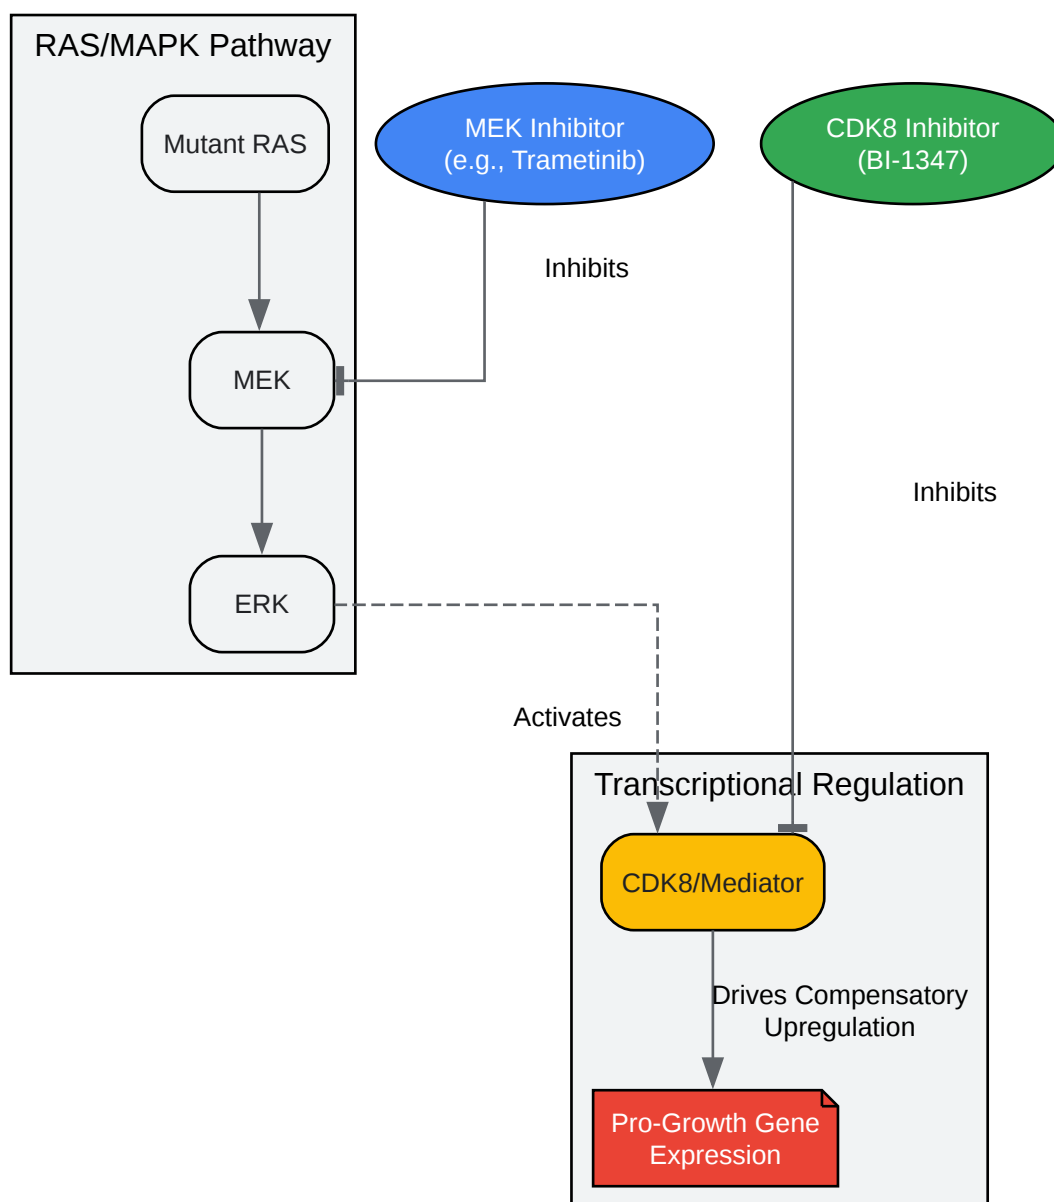 RAS/MAPK Pathway
Mutant RAS
MEK Inhibitor
(e.g., Trametinib)
CDK8 Inhibitor
(BI-1347)
Inhibits
MEK
Inhibits
ERK
Activates
Transcriptional Regulation
CDK8/Mediator
Drives Compensatory
Upregulation
Pro-Growth Gene
Expression